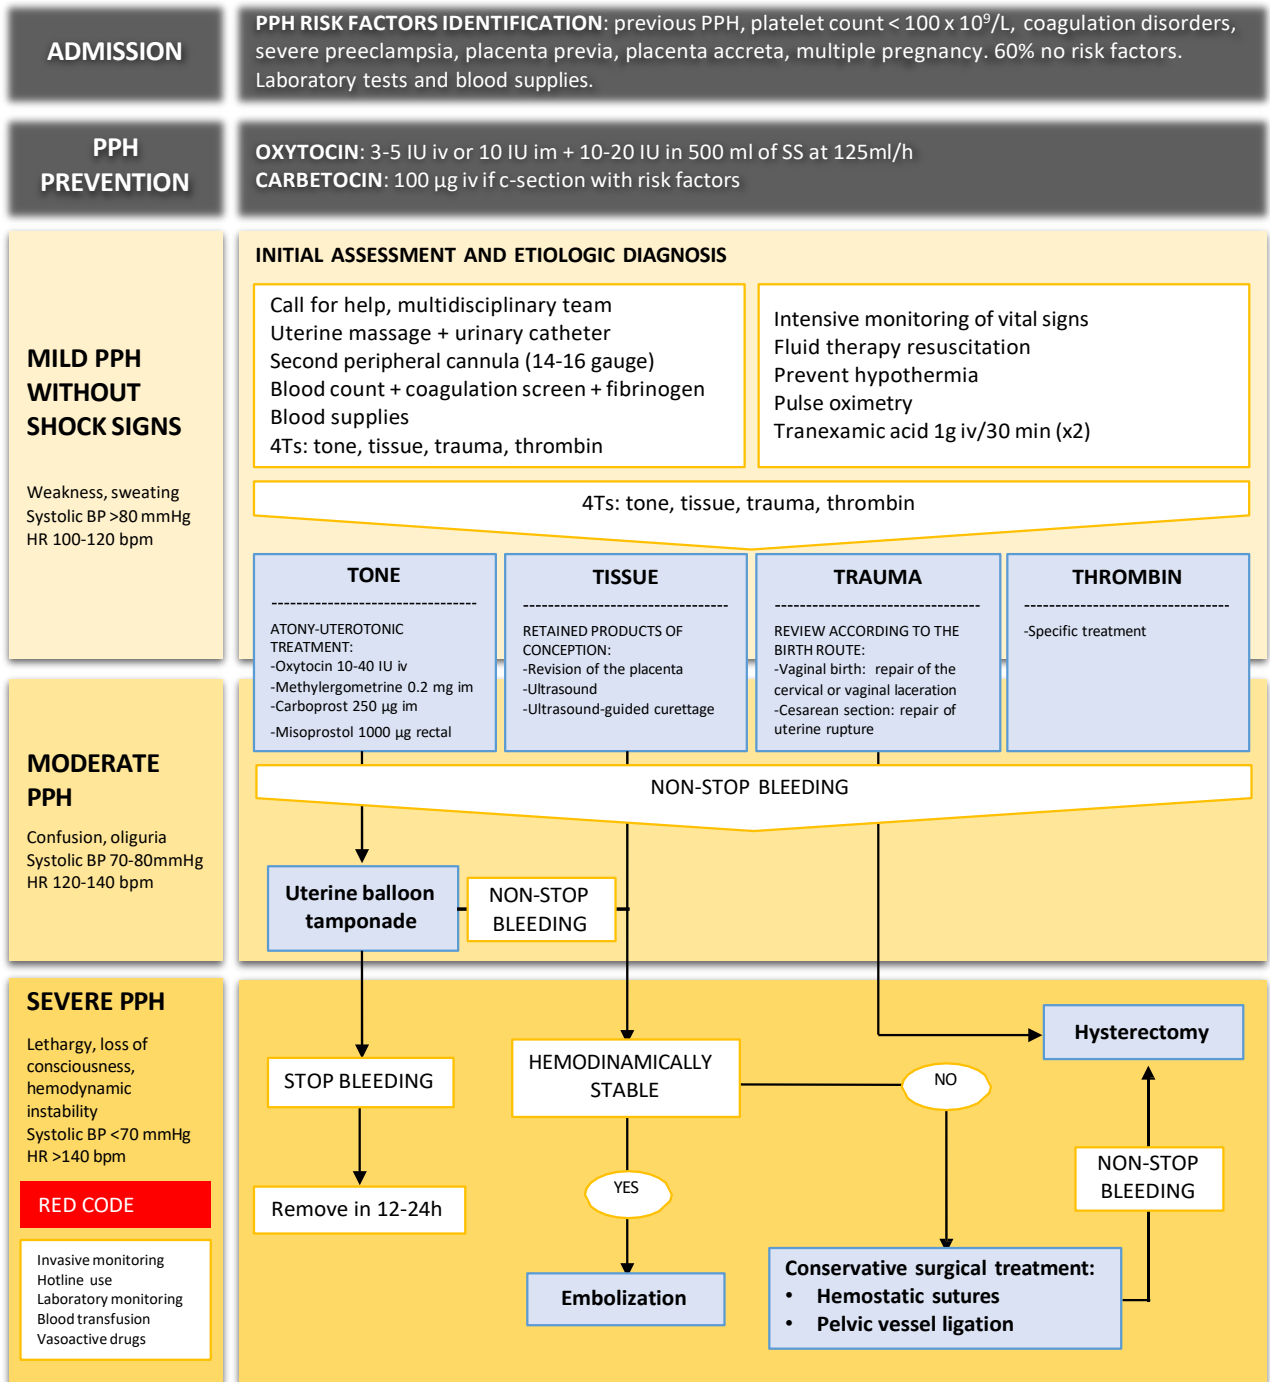 ADMISSION
PPH RISK FACTORS IDENTIFICATION: previous PPH, platelet count < 100 x 10⁹/L, coagulation disorders,
severe preeclampsia, placenta previa, placenta accreta, multiple pregnancy. 60% no risk factors.
Laboratory tests and blood supplies.
PPH
PREVENTION
OXYTOCIN: 3-5 IU iv or 10 IU im + 10-20 IU in 500 ml of SS at 125ml/h
CARBETOCIN: 100 µg iv if c-section with risk factors
MILD PPH
WITHOUT
SHOCK SIGNS
Weakness, sweating
Systolic BP >80 mmHg
HR 100-120 bpm
INITIAL ASSESSMENT AND ETIOLOGIC DIAGNOSIS
Call for help, multidisciplinary team
Uterine massage + urinary catheter
Second peripheral cannula (14-16 gauge)
Blood count + coagulation screen + fibrinogen
Blood supplies
4Ts: tone, tissue, trauma, thrombin
Intensive monitoring of vital signs
Fluid therapy resuscitation
Prevent hypothermia
Pulse oximetry
Tranexamic acid 1g iv/30 min (x2)
4Ts: tone, tissue, trauma, thrombin
TONE
---------------------------------
ATONY-UTEROTONIC
TREATMENT:
-Oxytocin 10-40 IU iv
-Methylergometrine 0.2 mg im
-Carboprost 250 µg im
-Misoprostol 1000 µg rectal
TISSUE
---------------------------------
RETAINED PRODUCTS OF
CONCEPTION:
-Revision of the placenta
-Ultrasound
-Ultrasound-guided curettage
TRAUMA
---------------------------------
REVIEW ACCORDING TO THE
BIRTH ROUTE:
-Vaginal birth: repair of the
cervical or vaginal laceration
-Cesarean section: repair of
uterine rupture
THROMBIN
---------------------------------
-Specific treatment
MODERATE
PPH
Confusion, oliguria
Systolic BP 70-80mmHg
HR 120-140 bpm
NON-STOP BLEEDING
Uterine balloon
tamponade
NON-STOP
BLEEDING
SEVERE PPH
Lethargy, loss of
consciousness,
hemodynamic
instability
Systolic BP <70 mmHg
HR >140 bpm
RED CODE
Invasive monitoring
Hotline use
Laboratory monitoring
Blood transfusion
Vasoactive drugs
STOP BLEEDING
Remove in 12-24h
HEMODINAMICALLY
STABLE
YES
Embolization
NO
Conservative surgical treatment:
• Hemostatic sutures
• Pelvic vessel ligation
NON-STOP
BLEEDING
Hysterectomy